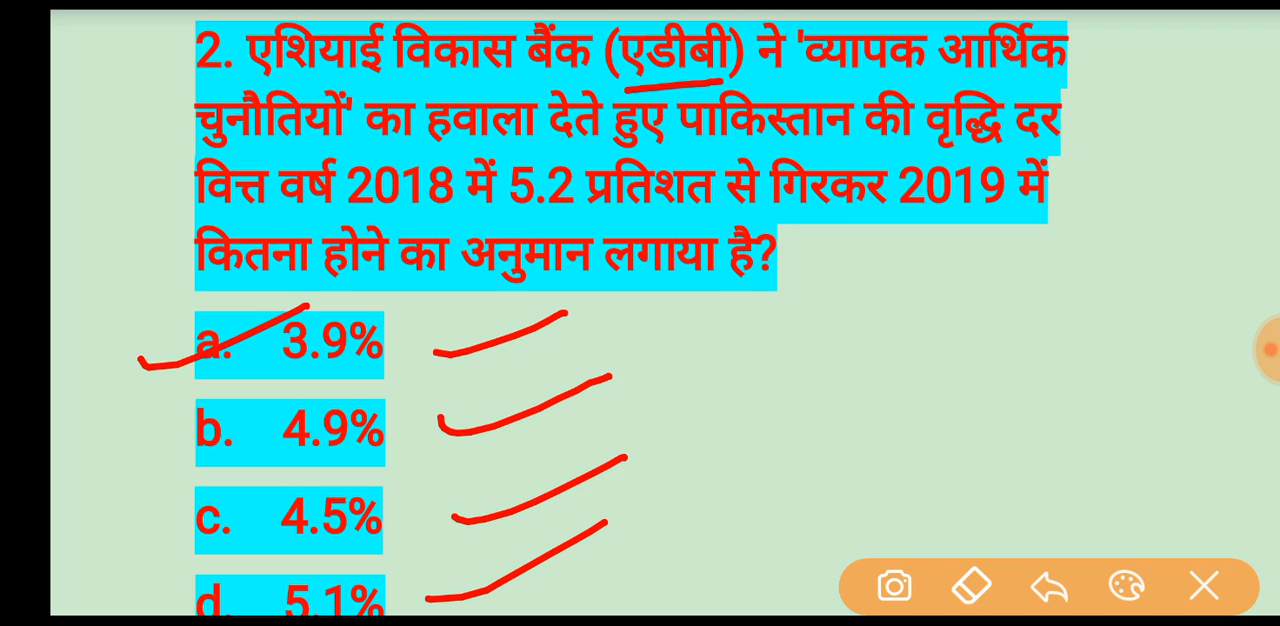 2. एशियाई विकास बैंक (एडीबी) ने 'व्यापक आर्थिक
चुनौतियों' का हवाला देते हुए पाकिस्तान की वृद्धि दर
वित्त वर्ष 2018 में 5.2 प्रतिशत से गिरकर 2019 में
कितना होने का अनुमान लगाया है?
a. 3.9%
b. 4.9%
c. 4.5%
d. 5.1%